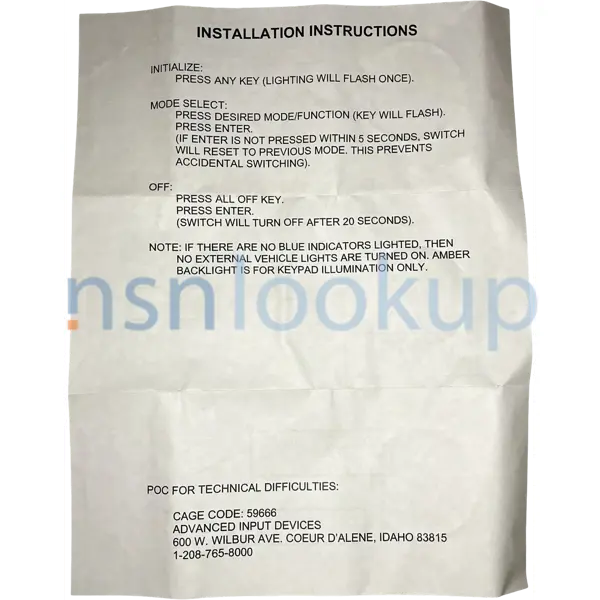 INSTALLATION INSTRUCTIONS
INITIALIZE:
PRESS ANY KEY (LIGHTING WILL FLASH ONCE).
MODE SELECT:
PRESS DESIRED MODE/FUNCTION (KEY WILL FLASH).
PRESS ENTER.
(IF ENTER IS NOT PRESSED WITHIN 5 SECONDS, SWITCH
WILL RESET TO PREVIOUS MODE. THIS PREVENTS
ACCIDENTAL SWITCHING).
OFF:
PRESS ALL OFF KEY.
PRESS ENTER.
(SWITCH WILL TURN OFF AFTER 20 SECONDS).
NOTE: IF THERE ARE NO BLUE INDICATORS LIGHTED, THEN
NO EXTERNAL VEHICLE LIGHTS ARE TURNED ON. AMBER
BACKLIGHT IS FOR KEYPAD ILLUMINATION ONLY.
nsnlookup
POC FOR TECHNICAL DIFFICULTIES:
CAGE CODE: 59666
ADVANCED INPUT DEVICES
600 W. WILBUR AVE. COEUR D'ALENE, IDAHO 83815
1-208-765-8000